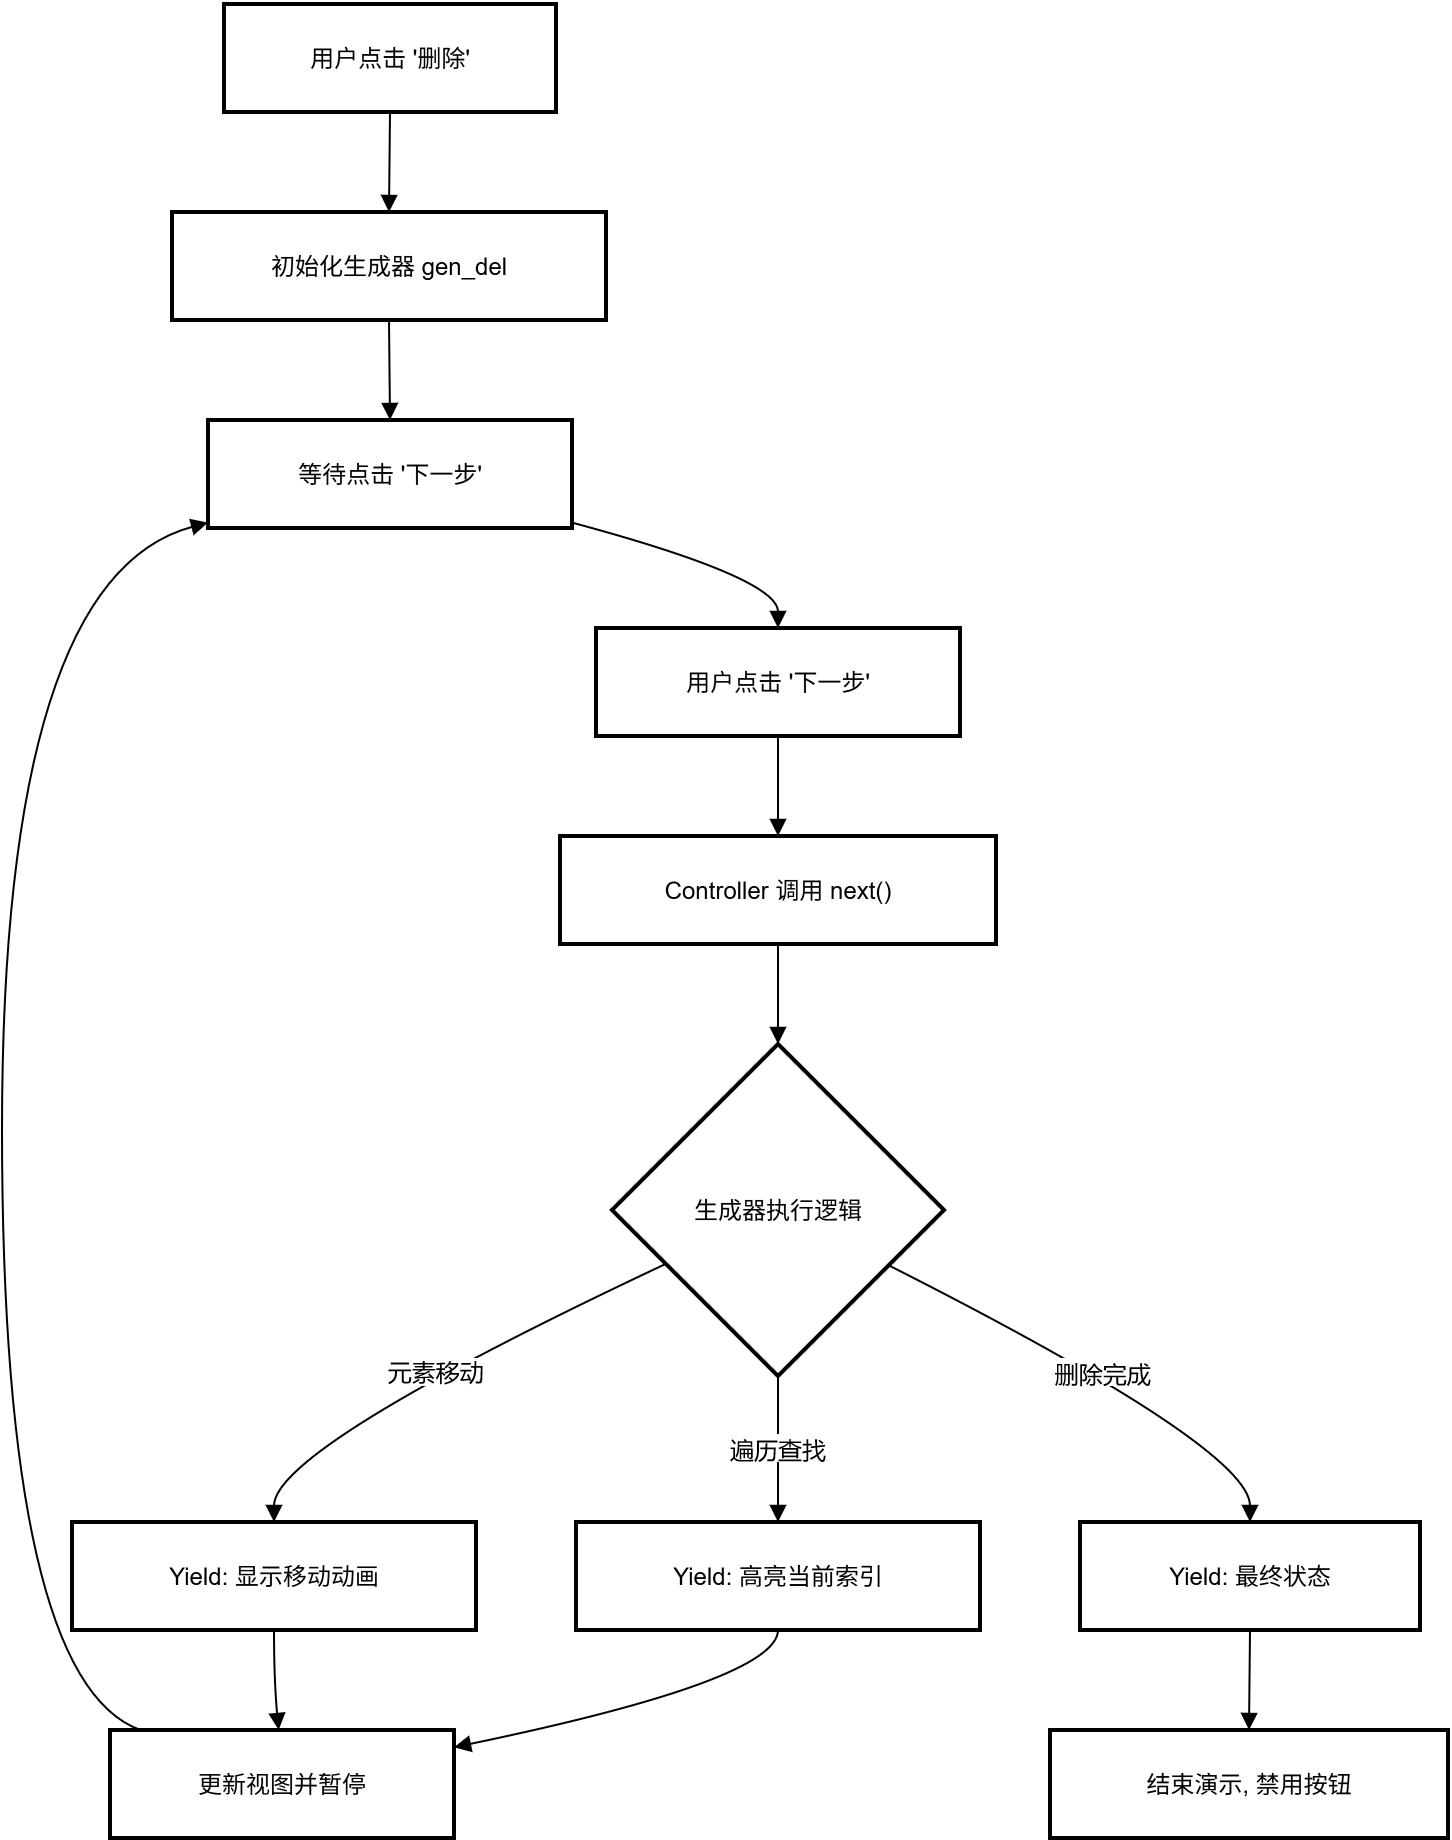 用户点击 '删除'
初始化生成器 gen_del
等待点击 '下一步'
用户点击 '下一步'
Controller 调用 next()
生成器执行逻辑
元素移动
删除完成
遍历查找
Yield: 显示移动动画
Yield: 高亮当前索引
Yield: 最终状态
更新视图并暂停
结束演示, 禁用按钮